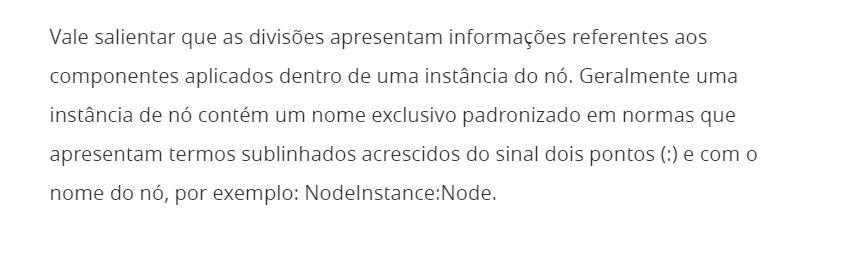 Vale salientar que as divisões apresentam informações referentes aos
componentes aplicados dentro de uma instância do nó. Geralmente uma
instância de nó contém um nome exclusivo padronizado em normas que
apresentam termos sublinhados acrescidos do sinal dois pontos (:) e com o
nome do nó, por exemplo: NodeInstance:Node.